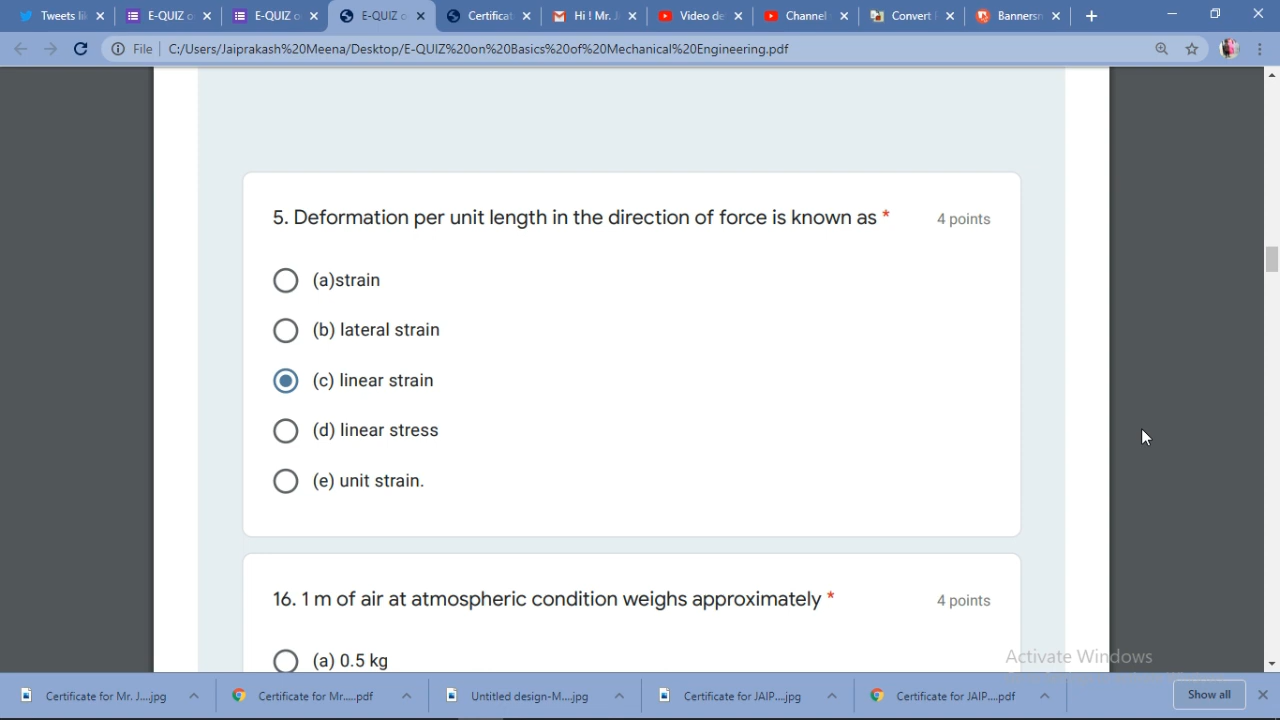 Tweets li
E-QUIZ o
E-QUIZ o
E-QUIZ o
Certificat
Hi ! Mr. J
Video de
Channel
Convert
Bannersn
File
C:/Users/Jaiprakash%20Meena/Desktop/E-QUIZ%20on%20Basics%20of%20Mechanical%20Engineering.pdf
5. Deformation per unit length in the direction of force is known as *
4 points
(a)strain
(b) lateral strain
(c) linear strain
(d) linear stress
(e) unit strain.
16. 1 m of air at atmospheric condition weighs approximately *
4 points
(a) 0.5 kg
Activate Windows
Certificate for Mr. J....jpg
Certificate for Mr.....pdf
Untitled design-M....jpg
Certificate for JAIP....jpg
Certificate for JAIP....pdf
Show all